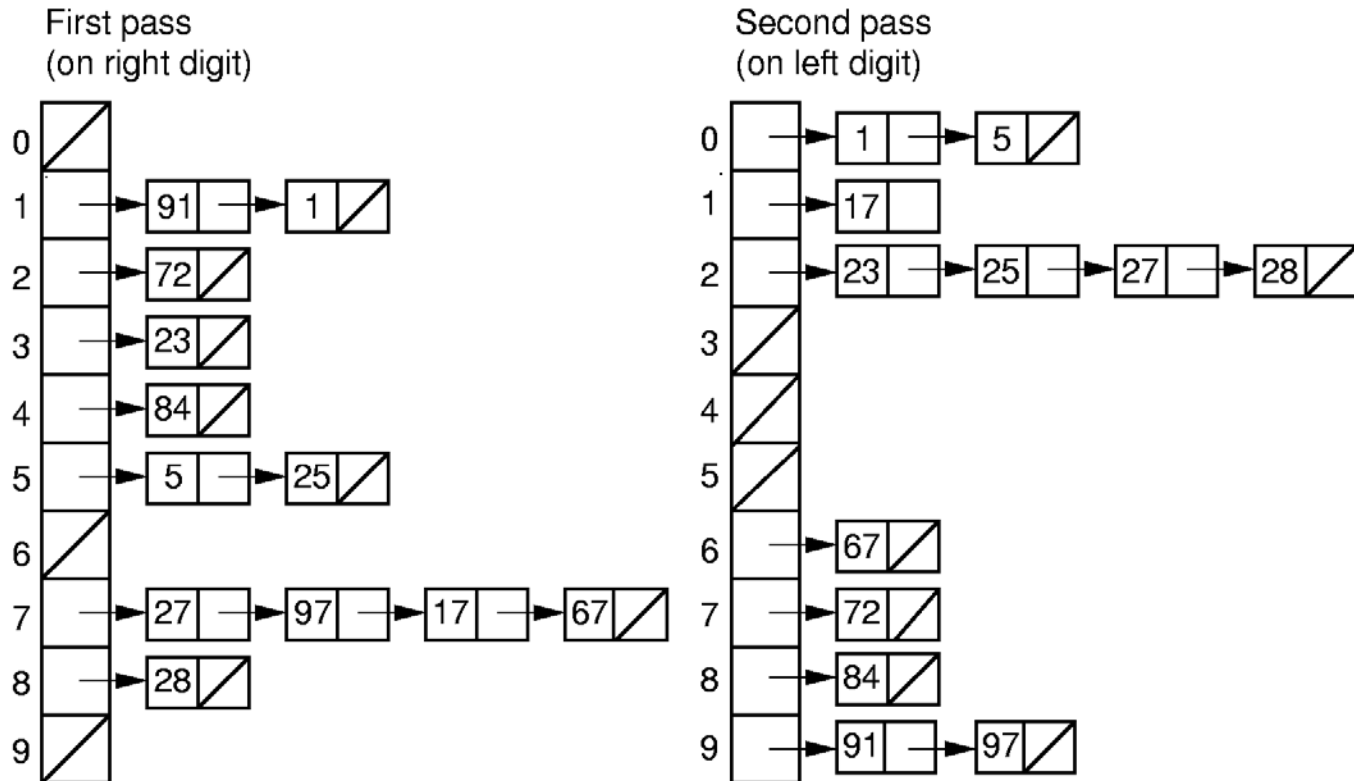 First pass
(on right digit)
0
1 91 1
2 72
3 23
4 84
5 5 25
6
7 27 97 17 67
8 28
9
Second pass
(on left digit)
0 1 5
1 17
2 23 25 27 28
3
4
5
6 67
7 72
8 84
9 91 97